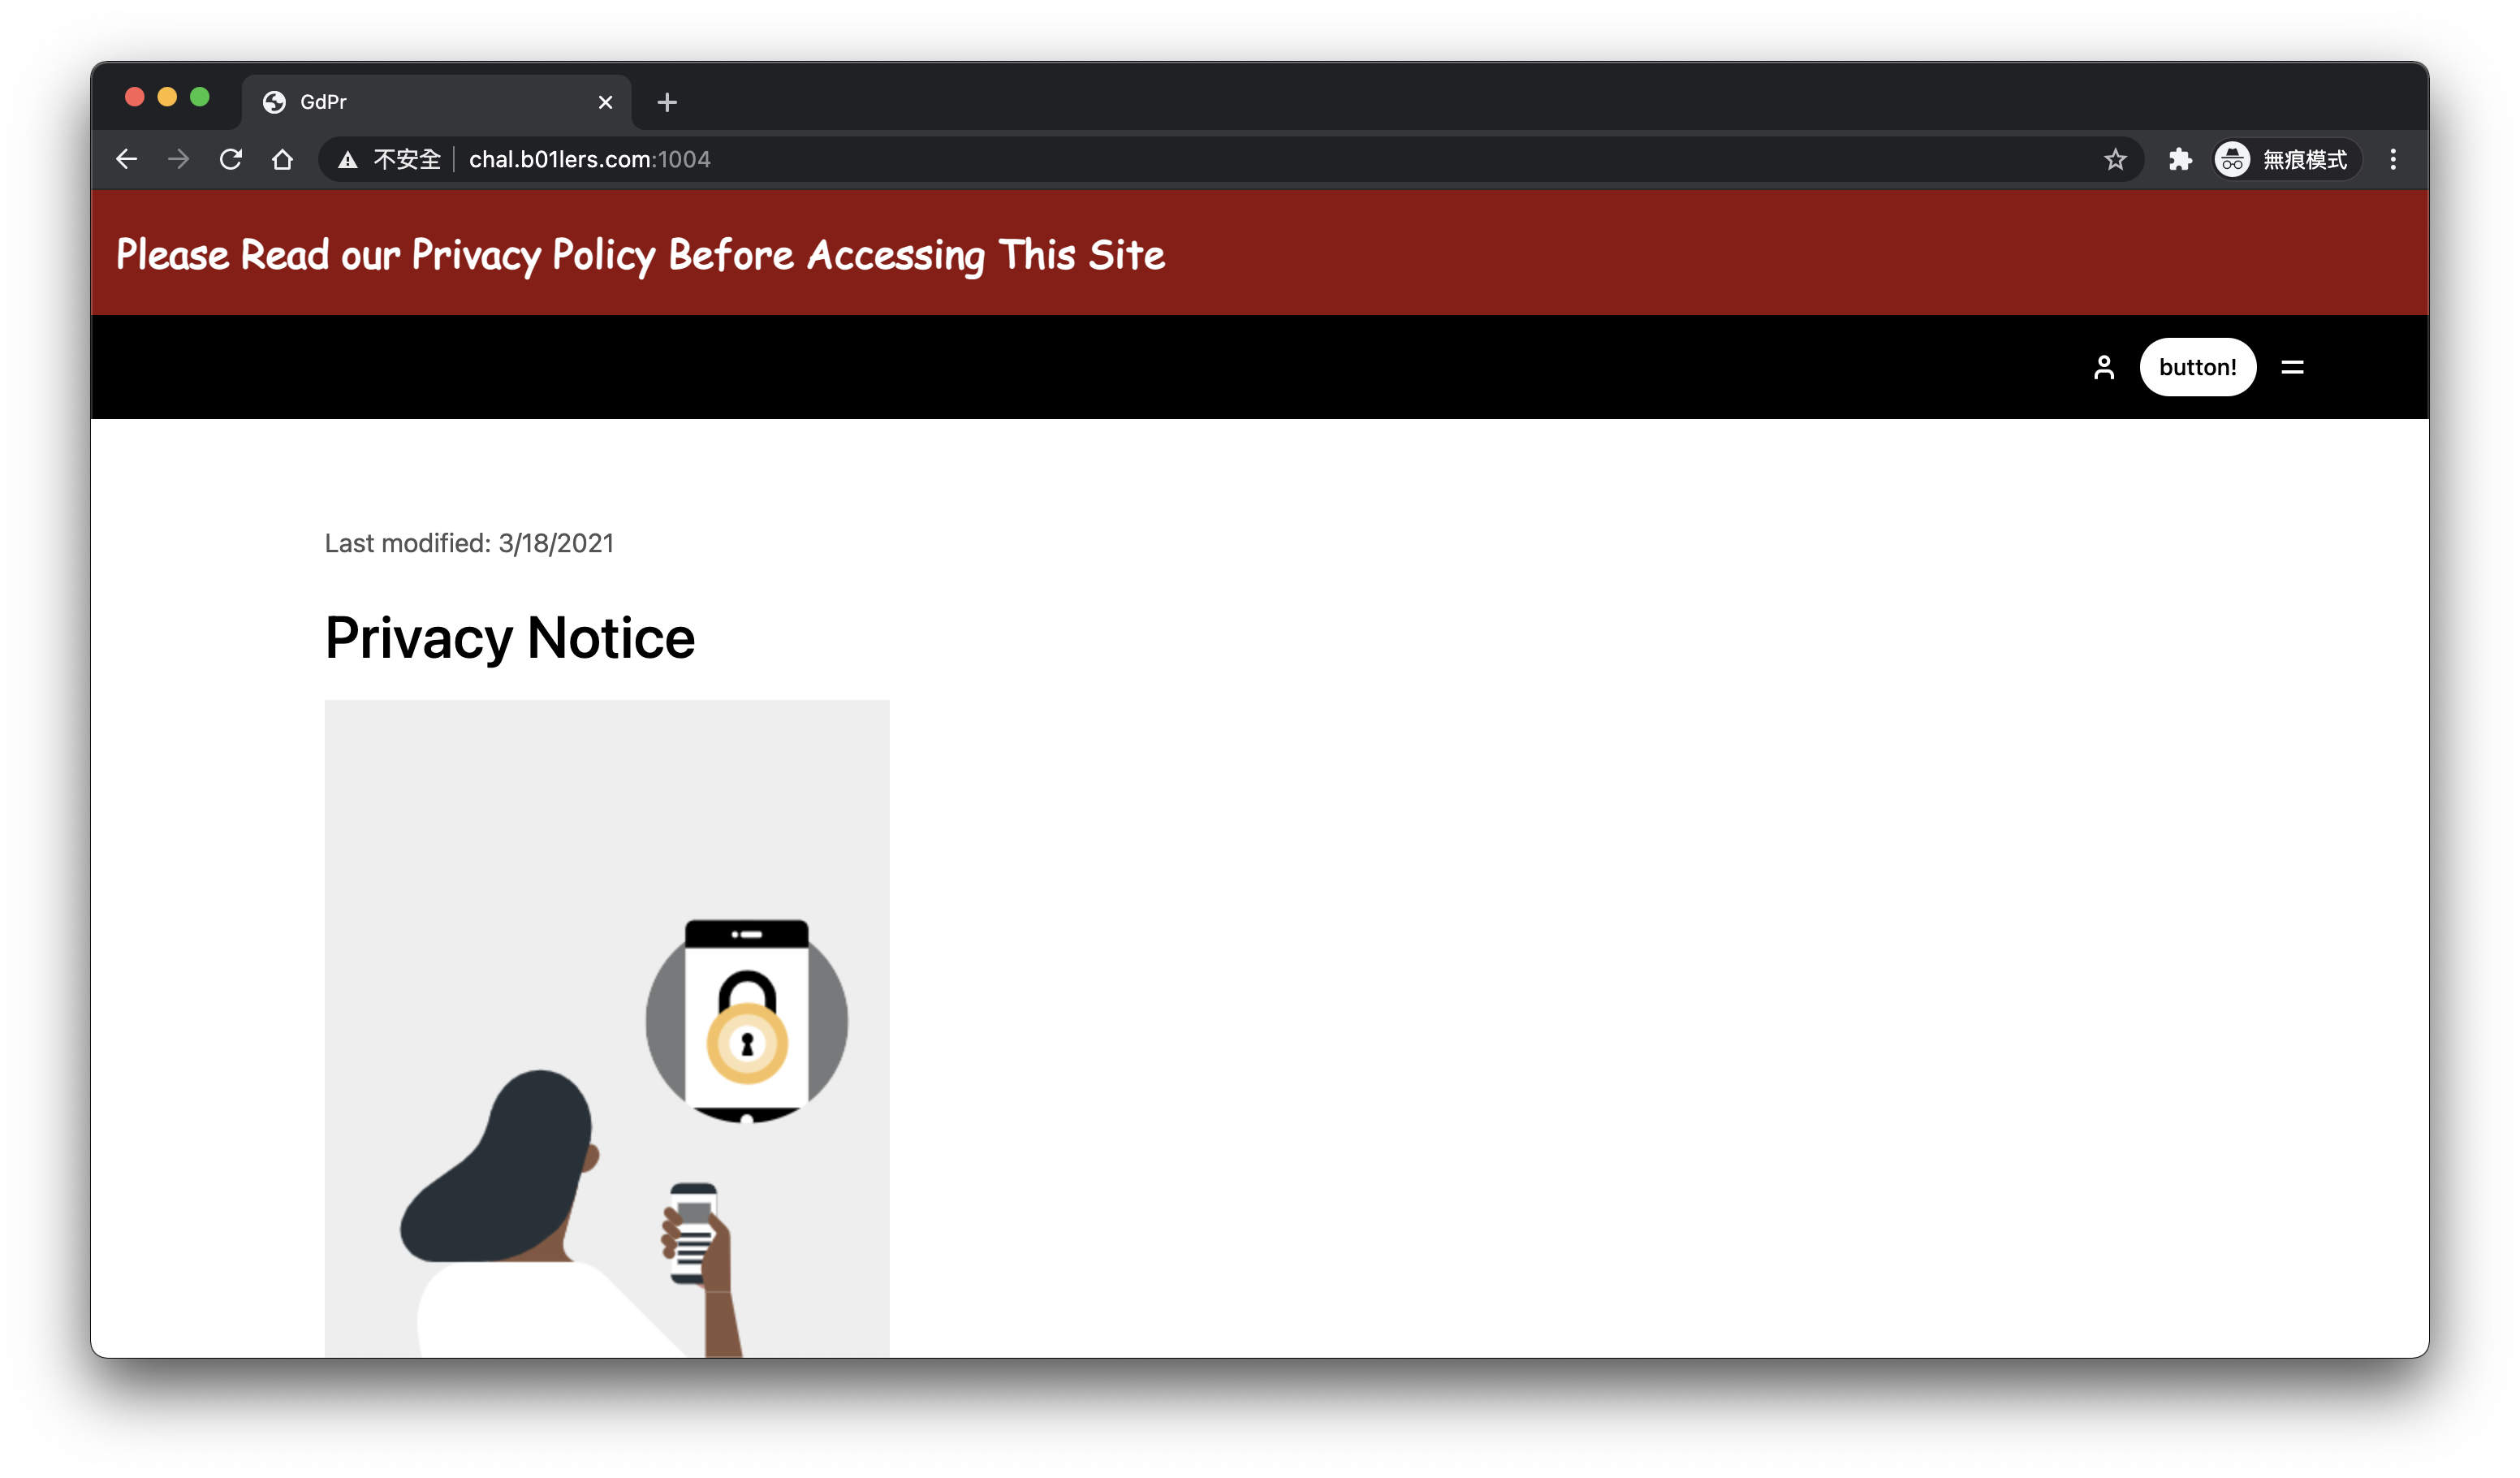 GdPr
不安全 chal.b01lers.com:1004
無痕模式
Please Read our Privacy Policy Before Accessing This Site
button!
Last modified: 3/18/2021
Privacy Notice